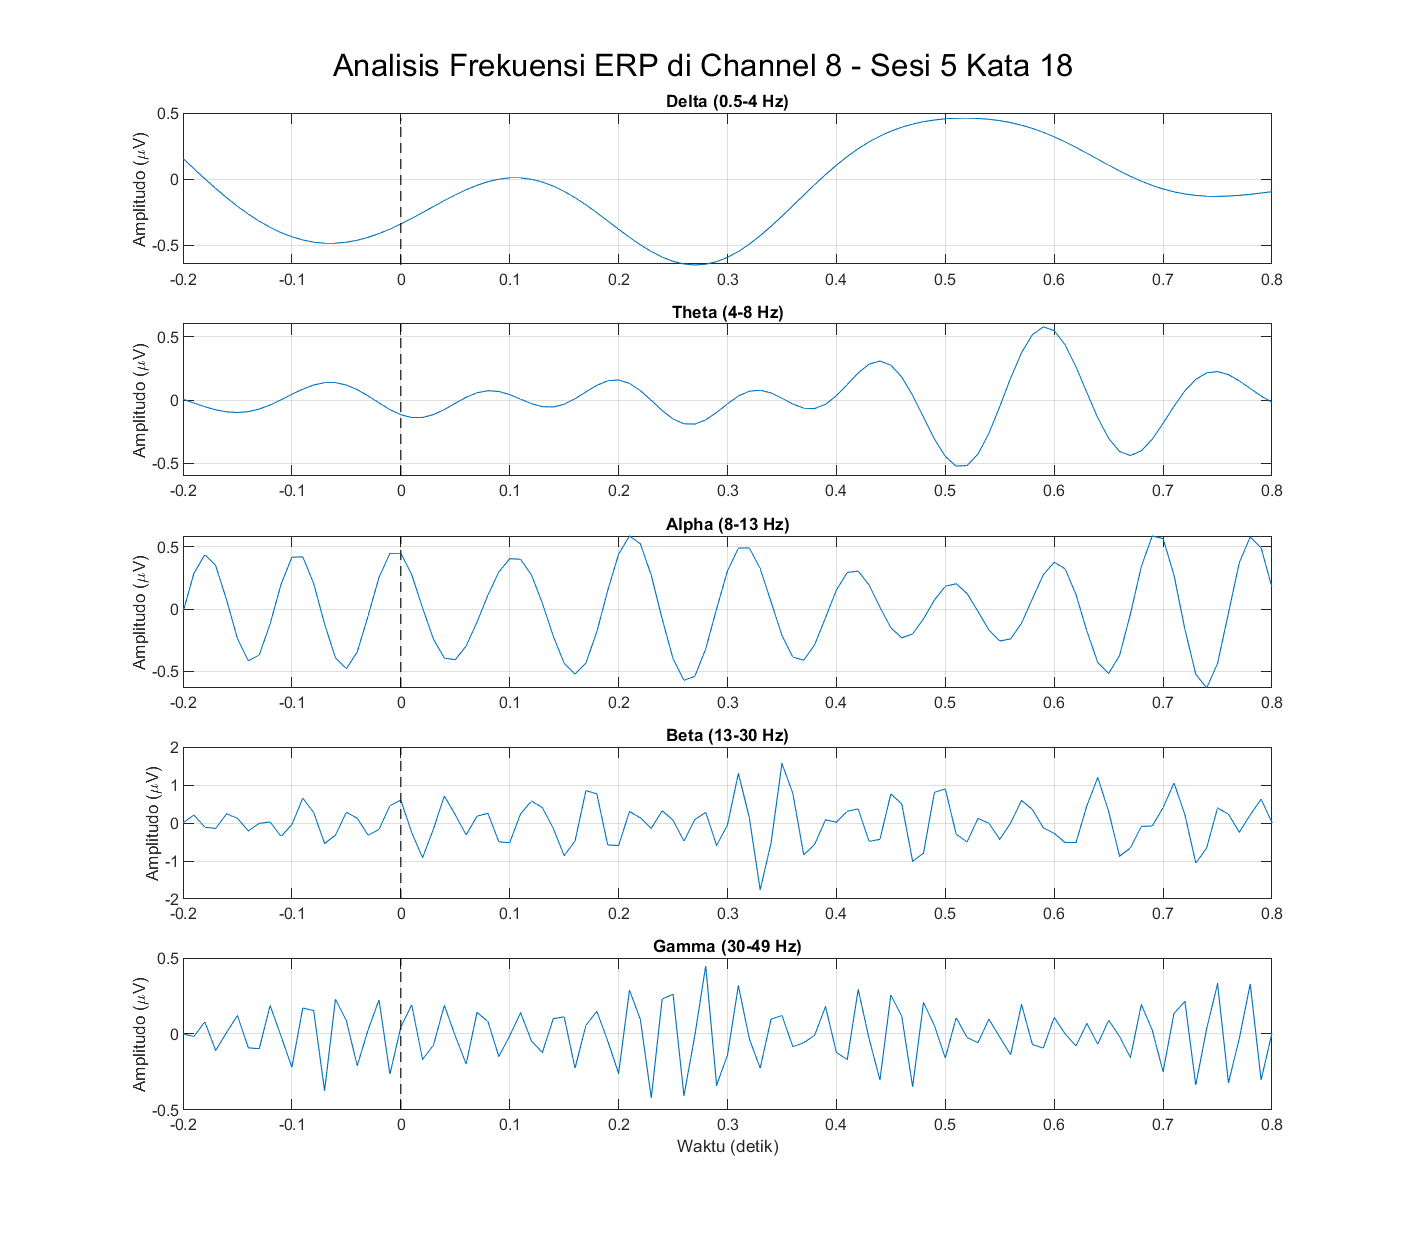 Analisis Frekuensi ERP di Channel 8 - Sesi 5 Kata 18
Delta (0.5-4 Hz)
Amplitudo (μV)
0.5
0
-0.5
-0.2 -0.1 0 0.1 0.2 0.3 0.4 0.5 0.6 0.7 0.8
Theta (4-8 Hz)
Amplitudo (μV)
0.5
0
-0.5
-0.2 -0.1 0 0.1 0.2 0.3 0.4 0.5 0.6 0.7 0.8
Alpha (8-13 Hz)
Amplitudo (μV)
0.5
0
-0.5
-0.2 -0.1 0 0.1 0.2 0.3 0.4 0.5 0.6 0.7 0.8
Beta (13-30 Hz)
Amplitudo (μV)
2
1
0
-1
-2
-0.2 -0.1 0 0.1 0.2 0.3 0.4 0.5 0.6 0.7 0.8
Gamma (30-49 Hz)
Amplitudo (μV)
0.5
0
-0.5
-0.2 -0.1 0 0.1 0.2 0.3 0.4 0.5 0.6 0.7 0.8
Waktu (detik)